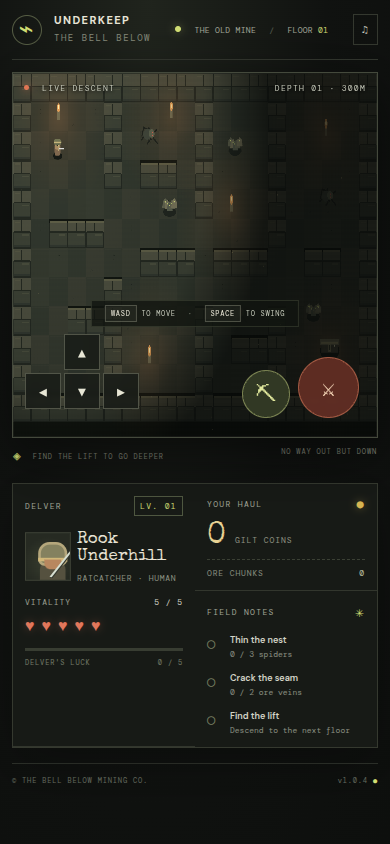 UNDERKEEP
THE BELL BELOW
THE OLD MINE / FLOOR 01
LIVE DESCENT
DEPTH 01 · 300M
WASD TO MOVE · SPACE TO SWING
FIND THE LIFT TO GO DEEPER
NO WAY OUT BUT DOWN
DELVER
LV. 01
Rook
Underhill
RATCATCHER · HUMAN
VITALITY 5 / 5
DELVER'S LUCK 0 / 5
YOUR HAUL
0 GILT COINS
ORE CHUNKS 0
FIELD NOTES
Thin the nest
0 / 3 spiders
Crack the seam
0 / 2 ore veins
Find the lift
Descend to the next floor
© THE BELL BELOW MINING CO.
v1.0.4